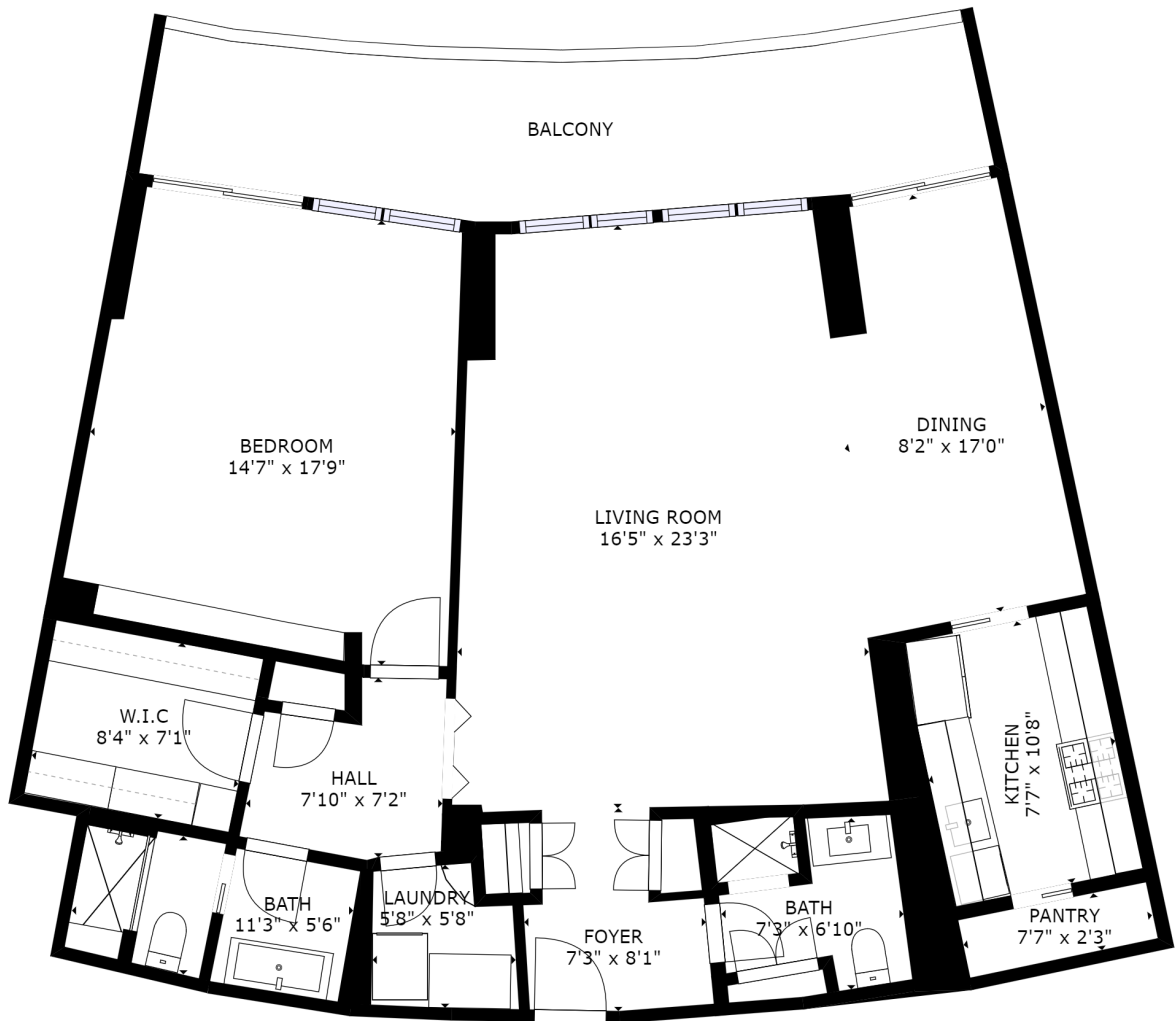 BALCONY
BEDROOM
14'7" x 17'9"
DINING
8'2" x 17'0"
LIVING ROOM
16'5" x 23'3"
W.I.C
8'4" x 7'1"
HALL
7'10" x 7'2"
KITCHEN
7'7" x 10'8"
BATH
11'3" x 5'6"
LAUNDRY
5'8" x 5'8"
FOYER
7'3" x 8'1"
BATH
7'3" x 6'10"
PANTRY
7'7" x 2'3"